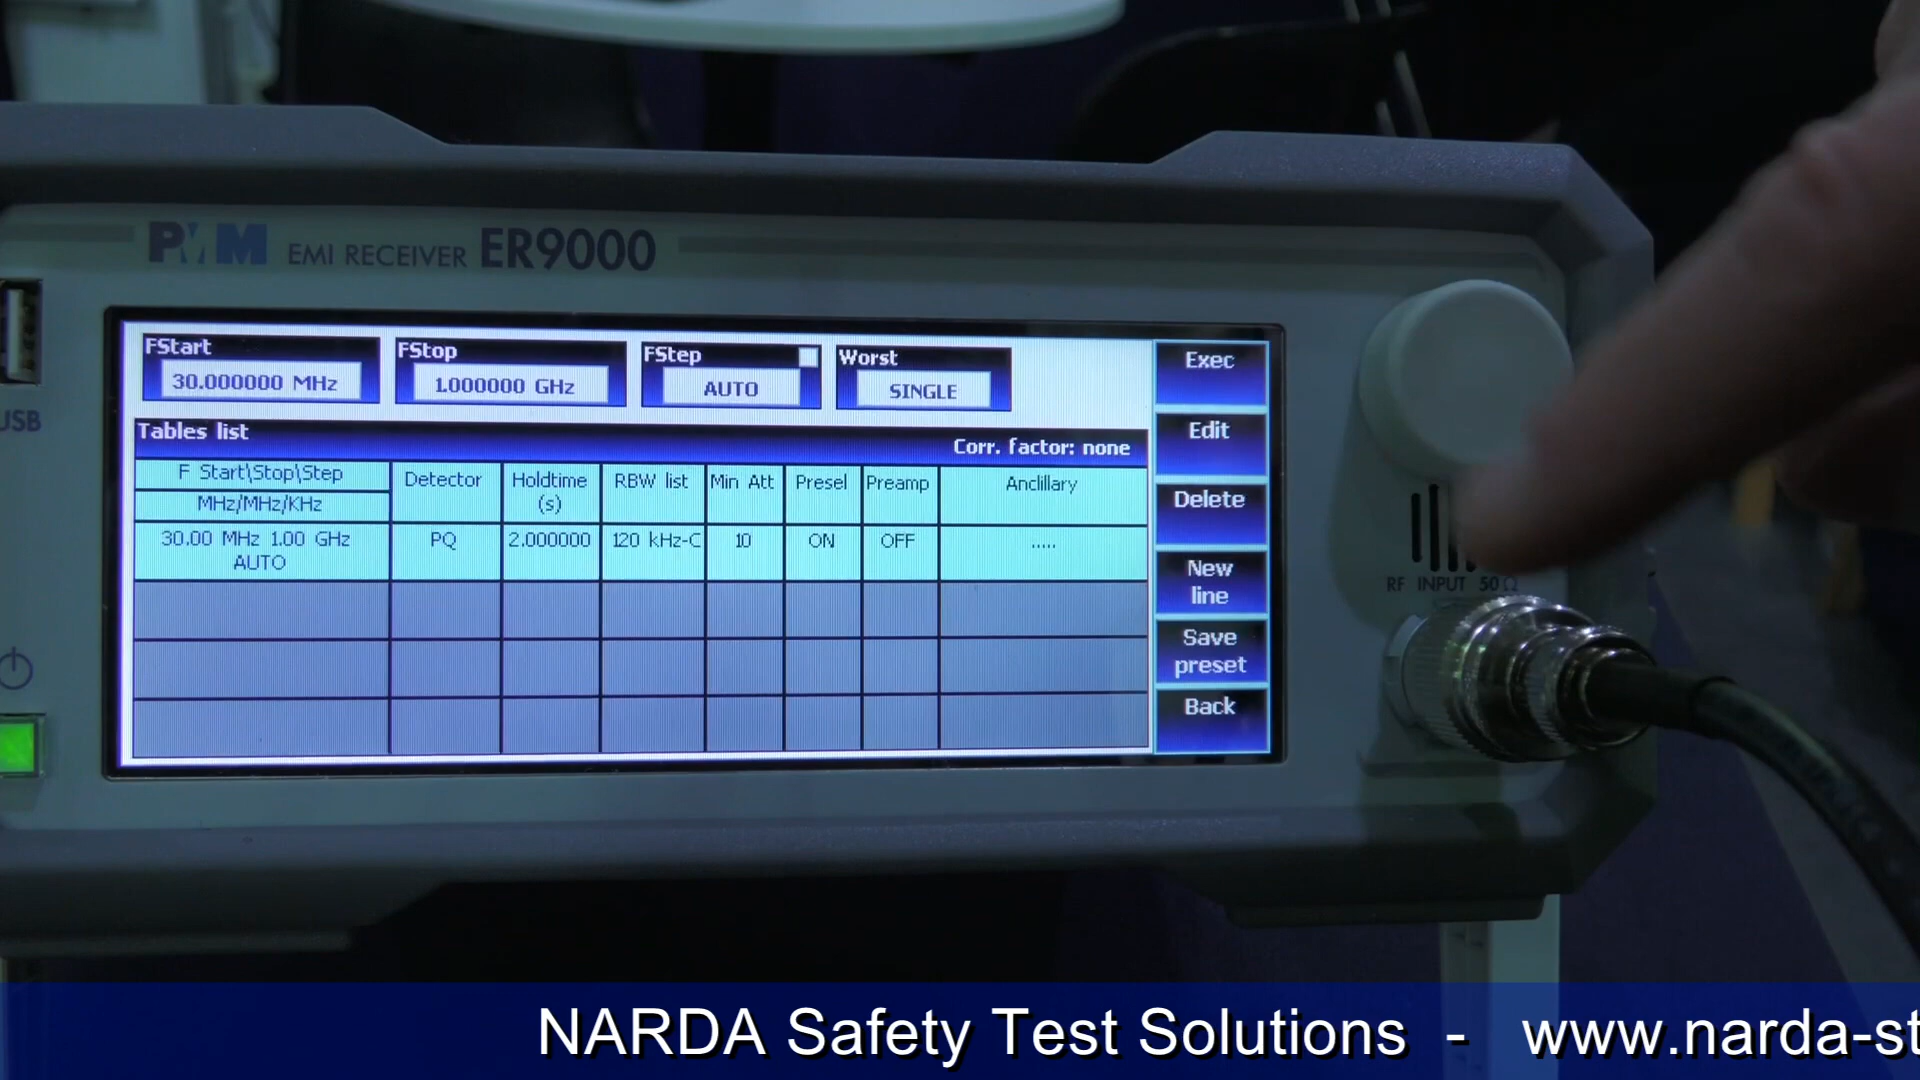 PMM EMI RECEIVER ER9000
USB
FStart
30.000000 MHz
FStop
1.000000 GHz
FStep
AUTO
Worst
SINGLE
Tables list
Corr. factor: none
F Start\Stop\Step
MHz/MHz/KHz
Detector
Holdtime
(s)
RBW list
Min Att
Presel
Preamp
Anclillary
30.00 MHz 1.00 GHz
AUTO
PQ
2.000000
120 kHz-C
10
ON
OFF
.....
Exec
Edit
Delete
New
line
Save
preset
Back
RF INPUT 50Ω
NARDA Safety Test Solutions - www.narda-st